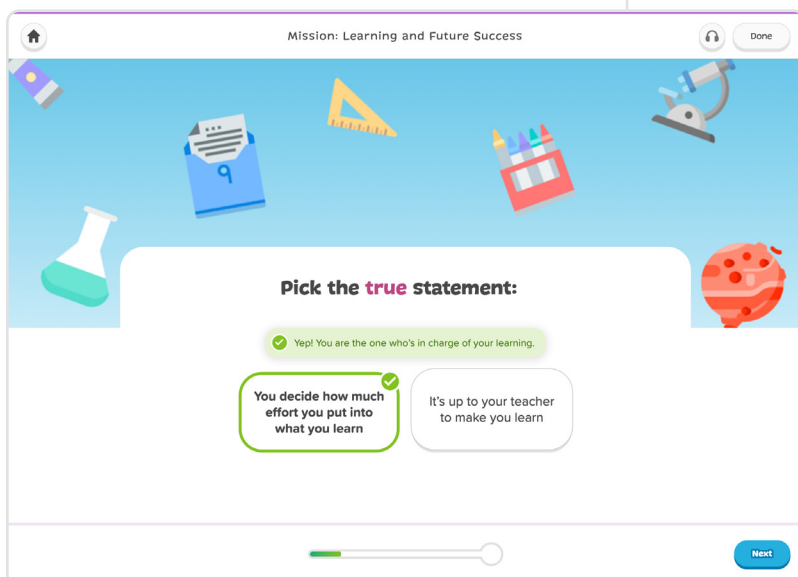 Mission: Learning and Future Success
Done
Pick the true statement:
Yep! You are the one who's in charge of your learning.
You decide how much
effort you put into
what you learn
It's up to your teacher
to make you learn
Next